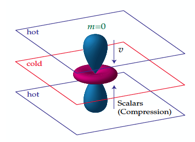 m=0
hot
v
cold
hot
Scalars
(Compression)